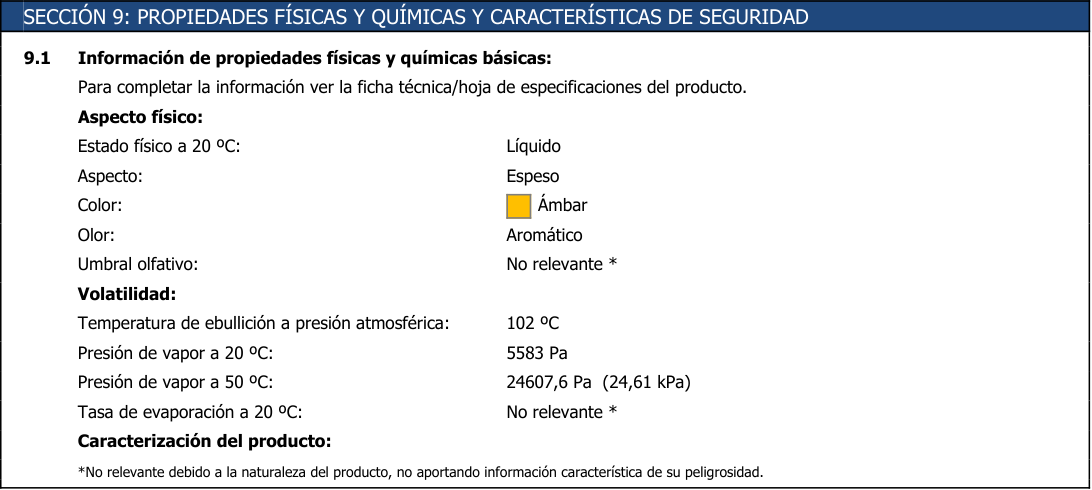 SECCIÓN 9: PROPIEDADES FÍSICAS Y QUÍMICAS Y CARACTERÍSTICAS DE SEGURIDAD
9.1 Información de propiedades físicas y químicas básicas:
Para completar la información ver la ficha técnica/hoja de especificaciones del producto.
Aspecto físico:
Estado físico a 20 ºC: Líquido
Aspecto: Espeso
Color: Ámbar
Olor: Aromático
Umbral olfativo: No relevante *
Volatilidad:
Temperatura de ebullición a presión atmosférica: 102 ºC
Presión de vapor a 20 ºC: 5583 Pa
Presión de vapor a 50 ºC: 24607,6 Pa (24,61 kPa)
Tasa de evaporación a 20 ºC: No relevante *
Caracterización del producto:
*No relevante debido a la naturaleza del producto, no aportando información característica de su peligrosidad.